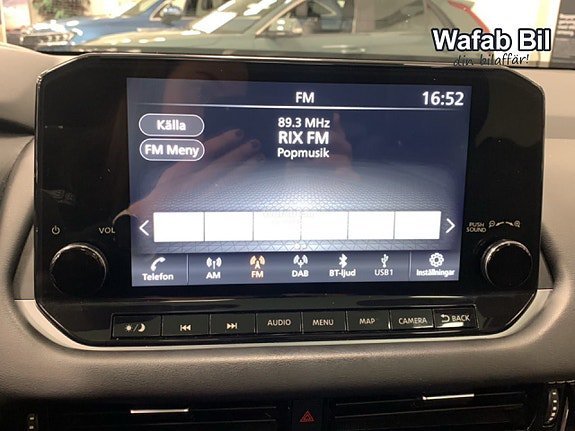 Wafab Bil
din bilaffär!
FM
16:52
Källa
89.3 MHz
RIX FM
FM Meny
Popmusik
VOL
PUSH
SOUND
Telefon
AM
FM
DAB
BT-ljud
USB1
Inställningar
AUDIO
MENU
MAP
CAMERA
BACK